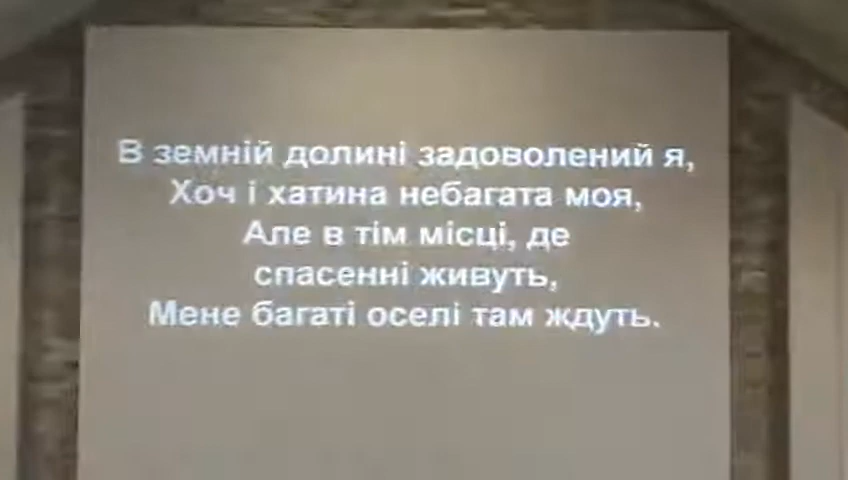 В земній долині задоволений я,
Хоч і хатина небагата моя,
Але в тім місці, де
спасенні живуть,
Мене багаті оселі там ждуть.